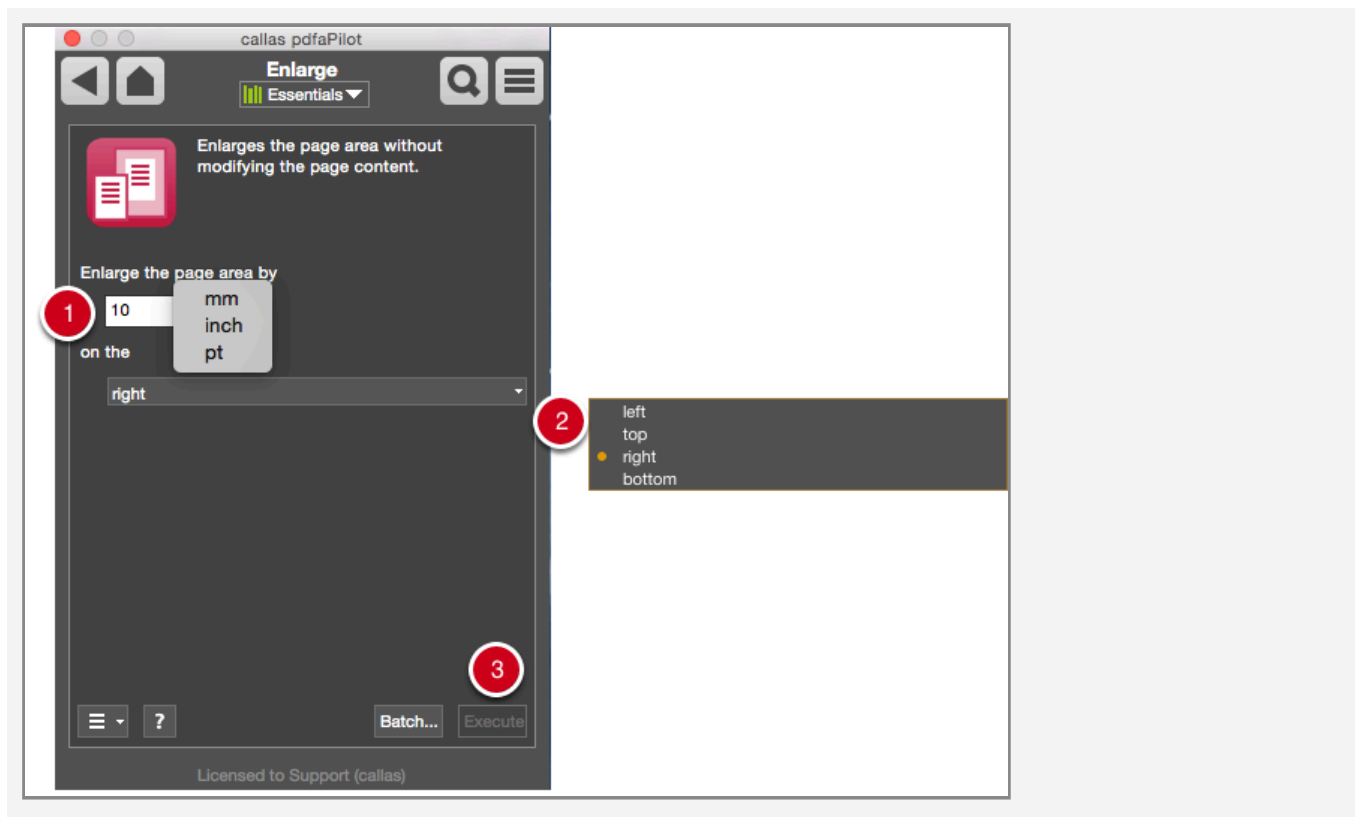 callas pdfaPilot
Enlarge
Essentials
Enlarges the page area without
modifying the page content.
Enlarge the page area by
1
10
mm
inch
pt
on the
right
2
left
top
right
bottom
3
? Batch... Execute
Licensed to Support (callas)